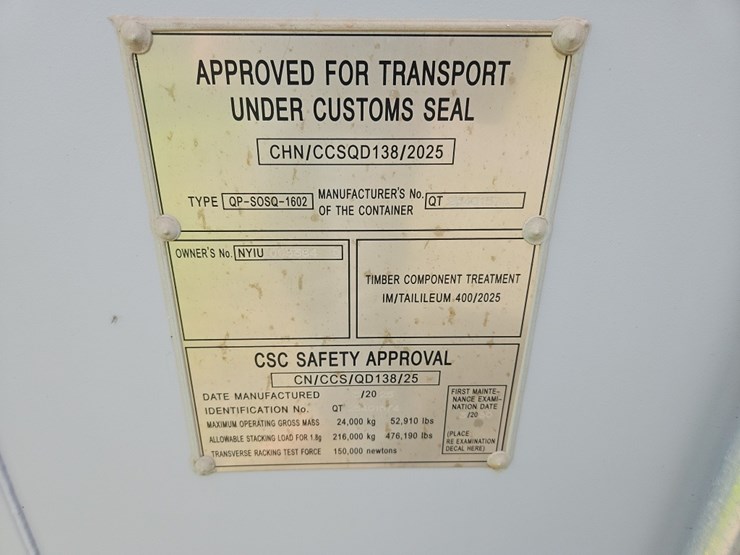 APPROVED FOR TRANSPORT
UNDER CUSTOMS SEAL
CHN/CCSQD138/2025
TYPE QP-SOSQ-1602 MANUFACTURER'S No. OF THE CONTAINER QT
OWNER'S No. NYIU
TIMBER COMPONENT TREATMENT
IM/TAILILEUM 400/2025
CSC SAFETY APPROVAL
CN/CCS/QD138/25
DATE MANUFACTURED /20
IDENTIFICATION No. QT
MAXIMUM OPERATING GROSS MASS 24,000 kg 52,910 lbs
ALLOWABLE STACKING LOAD FOR 1.8g 216,000 kg 476,190 lbs
TRANSVERSE RACKING TEST FORCE 150,000 newtons
FIRST MAINTE-
NANCE EXAMI-
NATION DATE
/20
(PLACE
RE EXAMINATION
DECAL HERE)